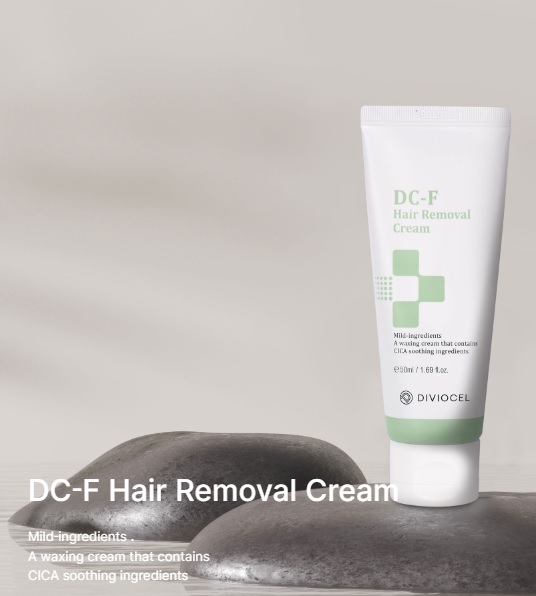 DC-F
Hair Removal
Cream
Mild-ingredients
A waxing cream that contains
CICA soothing ingredients
℮50ml / 1.69 fl.oz.
DIVIOCEL
DC-F Hair Removal Cream
Mild-ingredients .
A waxing cream that contains
CICA soothing ingredients